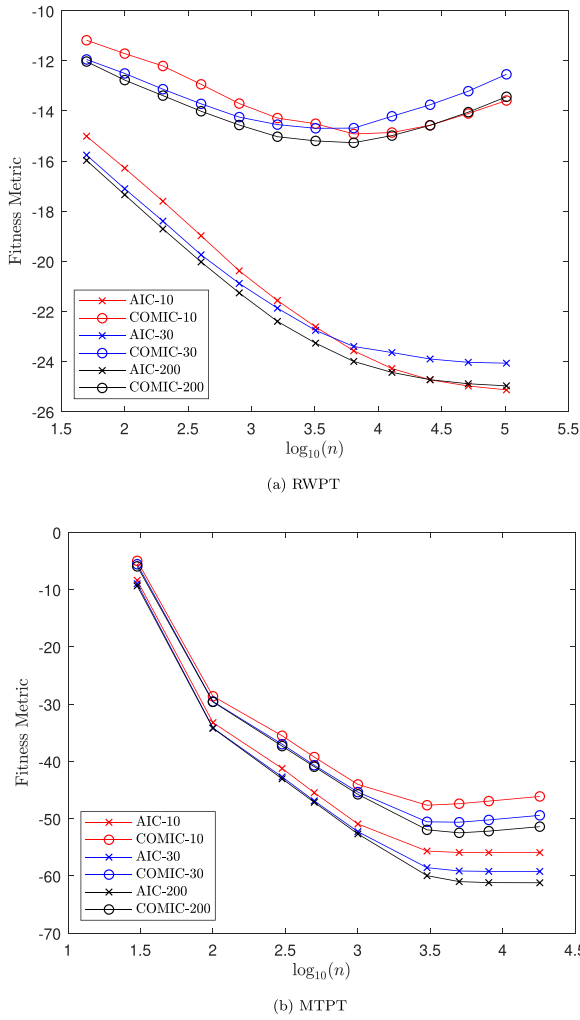 -10
-12
-14
-16
-18
-20
-22
-24
-26
Fitness Metric
AIC-10
COMIC-10
AIC-30
COMIC-30
AIC-200
COMIC-200
1.5 2 2.5 3 3.5 4 4.5 5 5.5
log₁₀(n)
(a) RWPT
0
-10
-20
-30
-40
-50
-60
-70
Fitness Metric
AIC-10
COMIC-10
AIC-30
COMIC-30
AIC-200
COMIC-200
1 1.5 2 2.5 3 3.5 4 4.5
log₁₀(n)
(b) MTPT